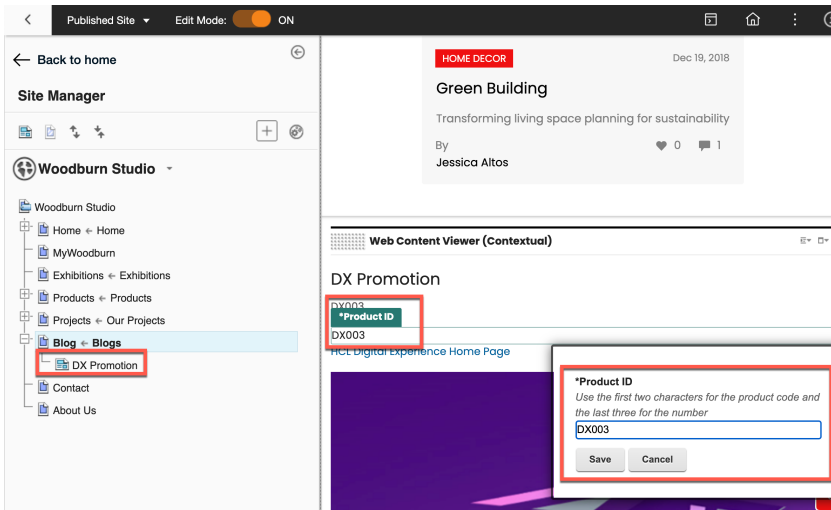 Published Site
Edit Mode:
ON
Back to home
Site Manager
Woodburn Studio
Woodburn Studio
Home ← Home
MyWoodburn
Exhibitions ← Exhibitions
Products ← Products
Projects ← Our Projects
Blog ← Blogs
DX Promotion
Contact
About Us
HOME DECOR
Dec 19, 2018
Green Building
Transforming living space planning for sustainability
By
0
1
Jessica Altos
Web Content Viewer (Contextual)
DX Promotion
DX003
*Product ID
DX003
HCL Digital Experience Home Page
*Product ID
Use the first two characters for the product code and
the last three for the number
DX003
Save
Cancel